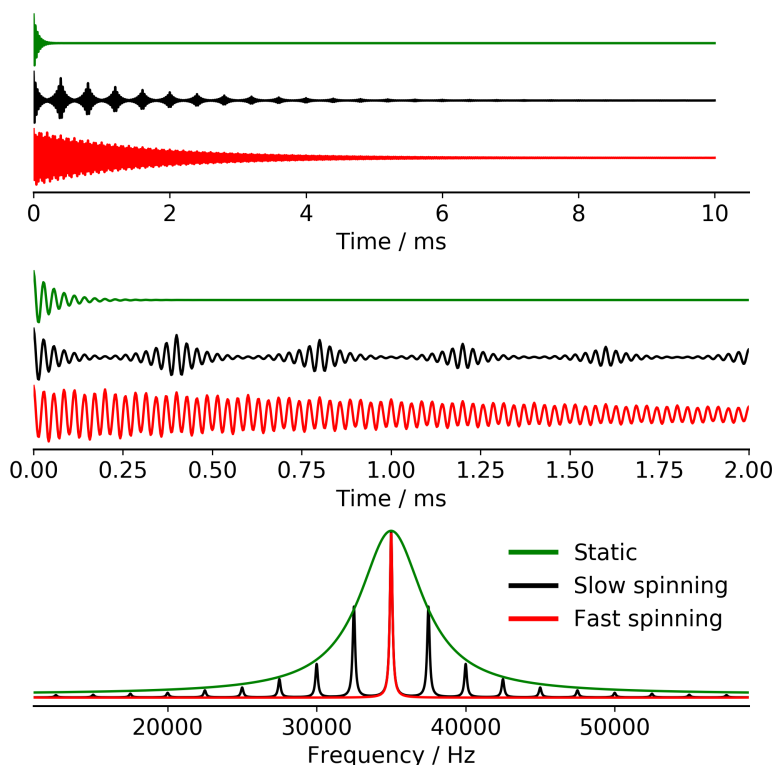 0 2 4 6 8 10
Time / ms
0.00 0.25 0.50 0.75 1.00 1.25 1.50 1.75 2.00
Time / ms
Static
Slow spinning
Fast spinning
20000 30000 40000 50000
Frequency / Hz